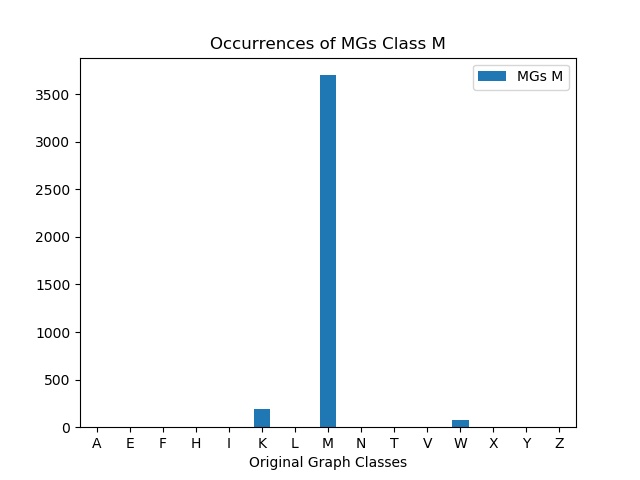 Occurrences of MGs Class M
MGs M
3500
3000
2500
2000
1500
1000
500
0
A E F H I K L M N T V W X Y Z
Original Graph Classes